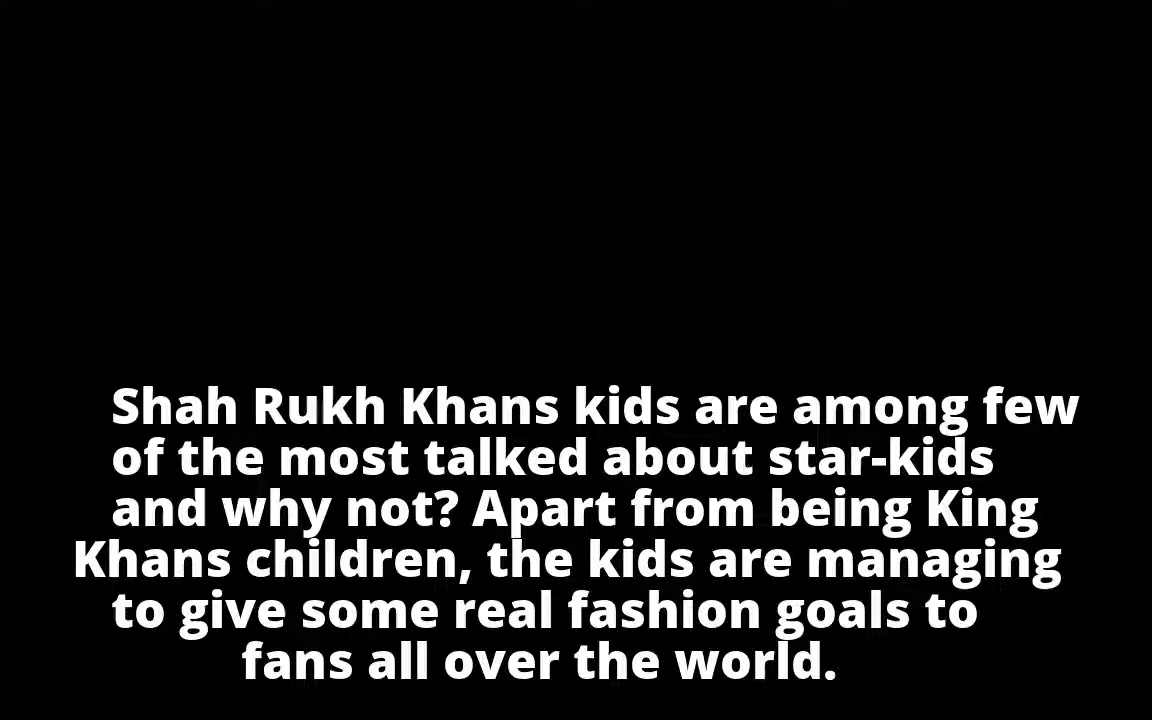 Shah Rukh Khans kids are among few
of the most talked about star-kids
and why not? Apart from being King
Khans children, the kids are managing
to give some real fashion goals to
fans all over the world.